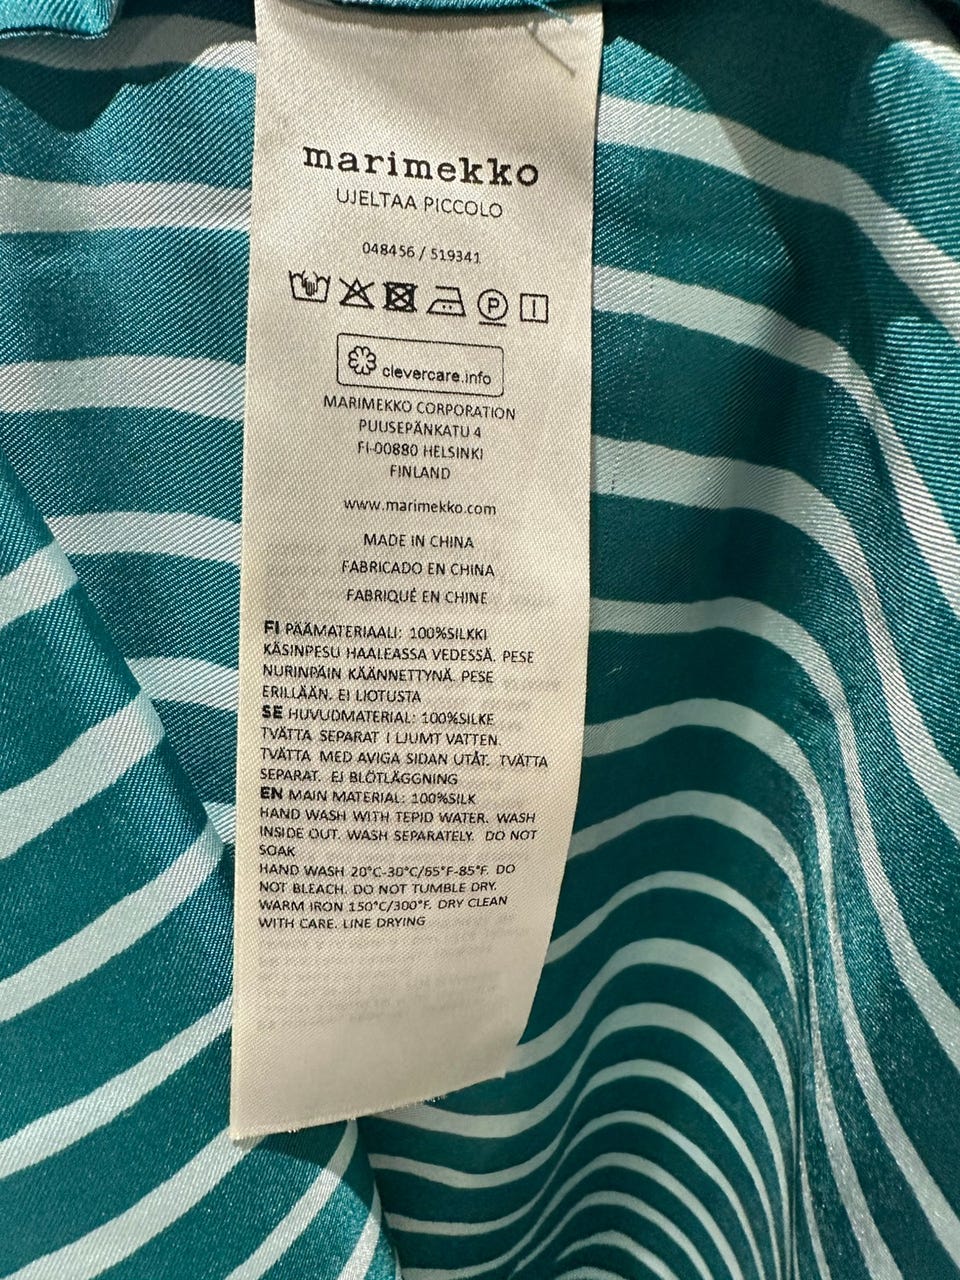 marimekko
UJELTAA PICCOLO
048456 / 519341
P
clevercare.info
MARIMEKKO CORPORATION
PUUSEPÄNKATU 4
FI-00880 HELSINKI
FINLAND
www.marimekko.com
MADE IN CHINA
FABRICADO EN CHINA
FABRIQUÉ EN CHINE
FI PÄÄMATERIAALI: 100%SILKKI
KÄSINPESU HAALEASSA VEDESSÄ. PESE
NURINPÄIN KÄÄNNETTYNÄ. PESE
ERILLÄÄN. EI LIOTUSTA
SE HUVUDMATERIAL: 100%SILKE
TVÄTTA SEPARAT I LJUMT VATTEN.
TVÄTTA MED AVIGA SIDAN UTÅT. TVÄTTA
SEPARAT. EJ BLÖTLÄGGNING
EN MAIN MATERIAL: 100%SILK
HAND WASH WITH TEPID WATER. WASH
INSIDE OUT. WASH SEPARATELY. DO NOT
SOAK
HAND WASH 20°C-30°C/65°F-85°F. DO
NOT BLEACH. DO NOT TUMBLE DRY.
WARM IRON 150°C/300°F. DRY CLEAN
WITH CARE. LINE DRYING